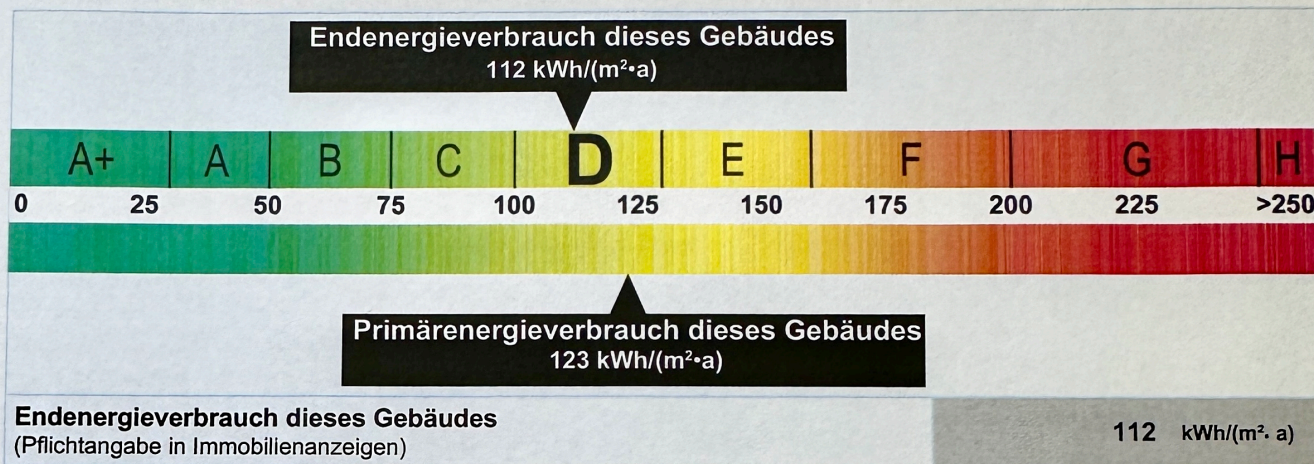 Endenergieverbrauch dieses Gebäudes
112 kWh/(m²•a)
A+ A B C D E F G H
0 25 50 75 100 125 150 175 200 225 >250
Primärenergieverbrauch dieses Gebäudes
123 kWh/(m²•a)
Endenergieverbrauch dieses Gebäudes
(Pflichtangabe in Immobilienanzeigen)
112 kWh/(m²· a)